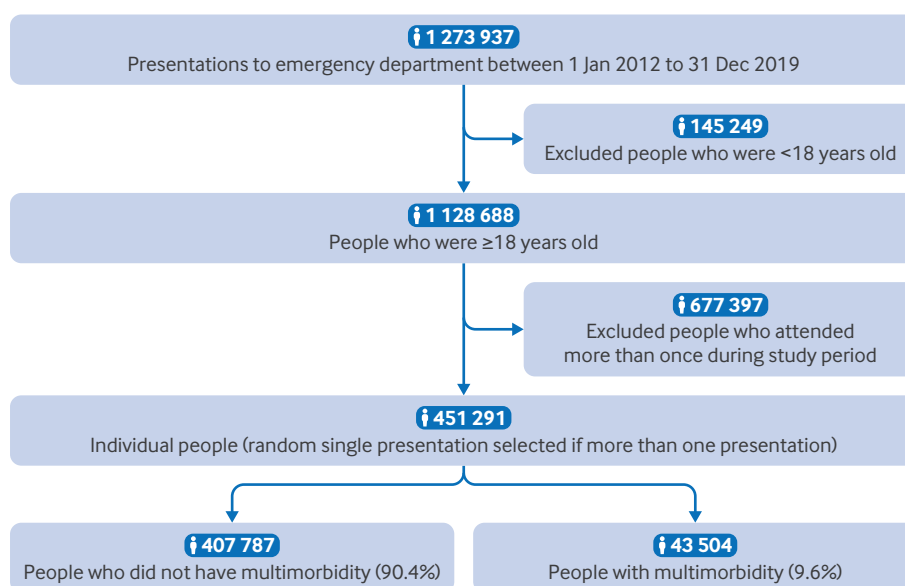 1 273 937
Presentations to emergency department between 1 Jan 2012 to 31 Dec 2019
145 249
Excluded people who were <18 years old
1 128 688
People who were ≥18 years old
677 397
Excluded people who attended
more than once during study period
451 291
Individual people (random single presentation selected if more than one presentation)
407 787
People who did not have multimorbidity (90.4%)
43 504
People with multimorbidity (9.6%)